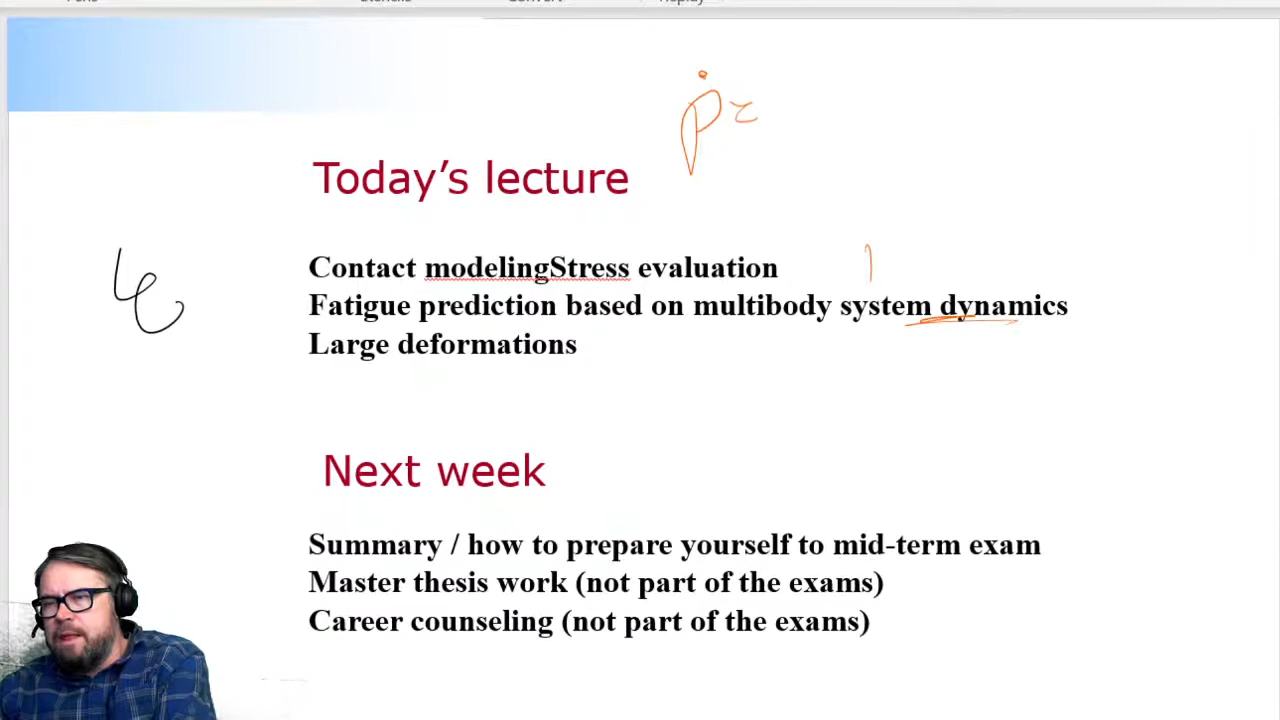 ṗ =
Today’s lecture
Contact modelingStress evaluation
Fatigue prediction based on multibody system dynamics
Large deformations
Next week
Summary / how to prepare yourself to mid-term exam
Master thesis work (not part of the exams)
Career counseling (not part of the exams)